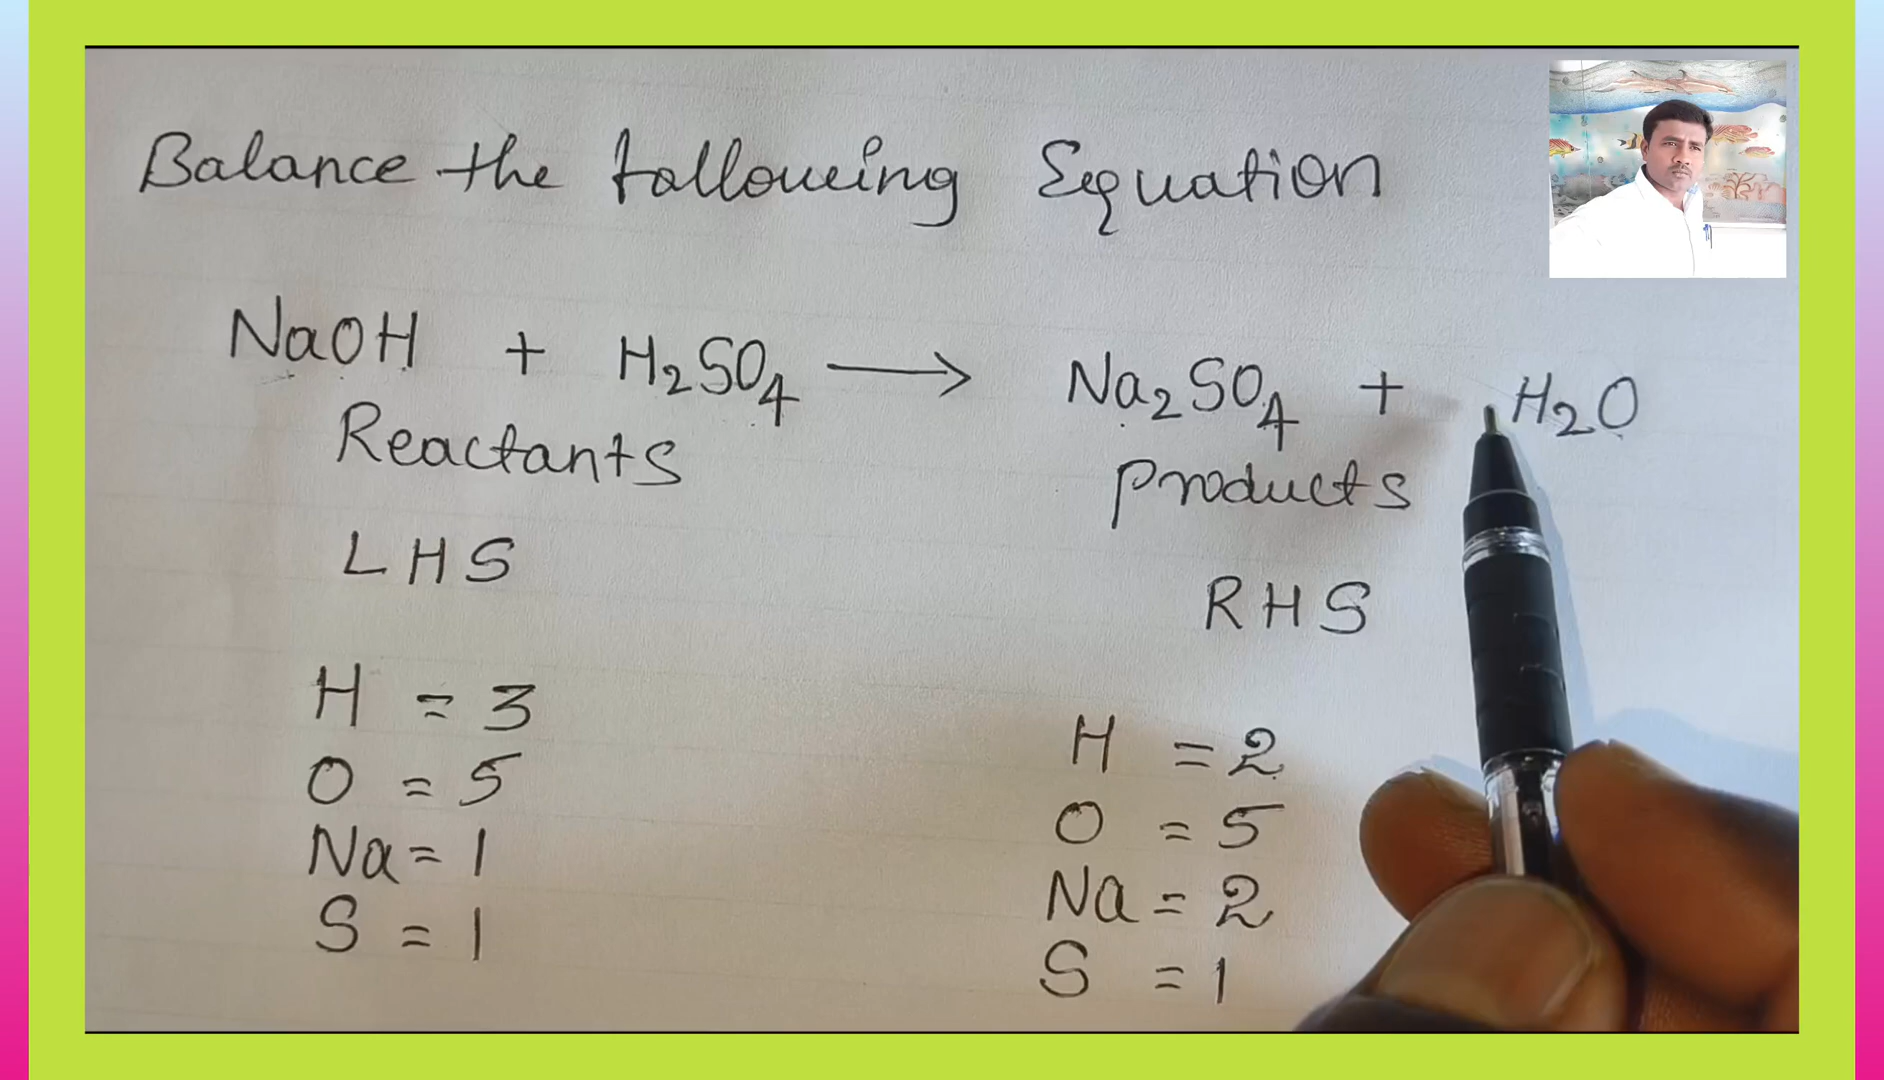 Balance the following Equation
NaOH + H₂SO₄ → Na₂SO₄ + H₂O
Reactants products
LHS RHS
H = 3 H = 2
O = 5 O = 5
Na = 1 Na = 2
S = 1 S = 1